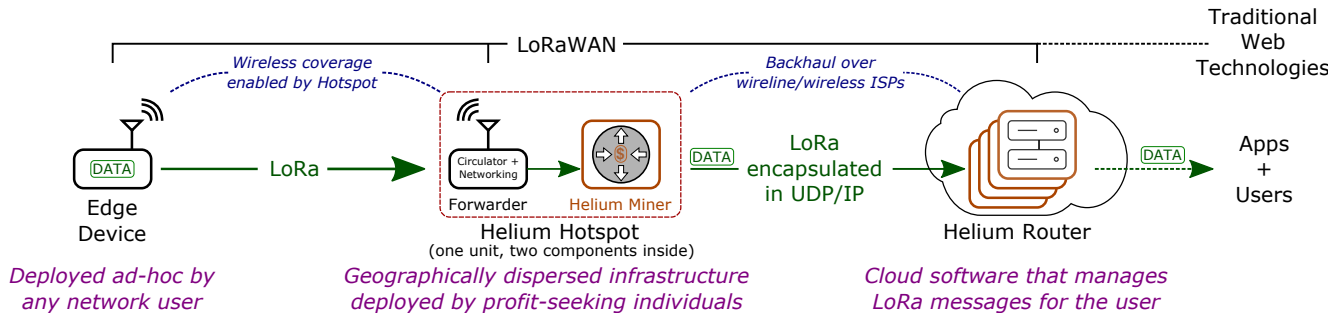 LoRaWAN
Traditional
Web
Technologies
Wireless coverage
enabled by Hotspot
Backhaul over
wireline/wireless ISPs
DATA
LoRa
Circulator +
Networking
Forwarder
$
Helium Miner
DATA
LoRa
encapsulated
in UDP/IP
DATA
Apps
+
Users
Edge
Device
Helium Hotspot
(one unit, two components inside)
Helium Router
Deployed ad-hoc by
any network user
Geographically dispersed infrastructure
deployed by profit-seeking individuals
Cloud software that manages
LoRa messages for the user